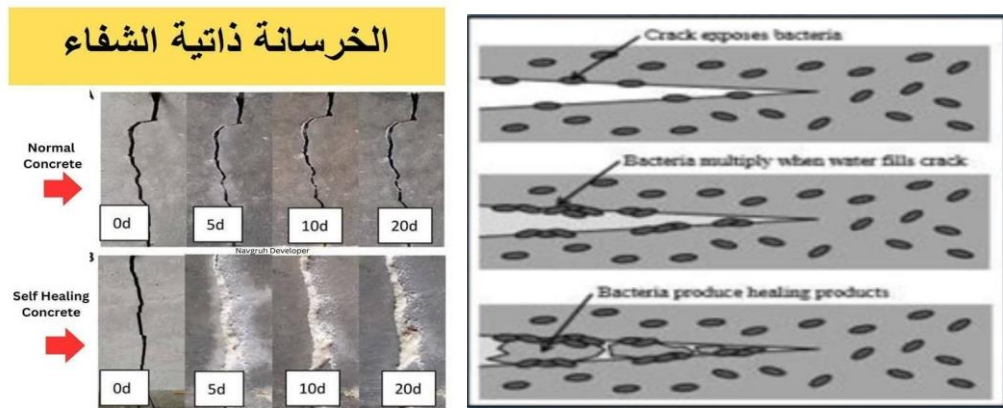 الخرسانة ذاتية الشفاء
Normal
Concrete
0d
5d
10d
20d
Navgruh Developer
Self Healing
Concrete
0d
5d
10d
20d
Crack exposes bacteria
Bacteria multiply when water fills crack
Bacteria produce healing products